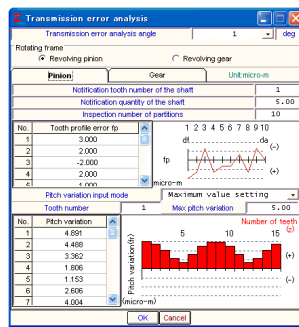 Transmission error analysis
Transmission error analysis angle 1 deg
Rotating frame
Revolving pinion Revolving gear
Pinion Gear Unit:micro-m
Notification tooth number of the shaft 1
Notification quantity of the shaft 5.00
Inspection number of partitions 10
No. Tooth profile error fp
1 3.000
2 2.000
3 -2.000
4 2.000
5 1.000
1 2 3 4 5 6 7 8 9 10
df da
(-)
fp
(+)
micro-m
Pitch variation input mode Maximum value setting
Tooth number 1 Max pitch variation 5.00
No. Pitch variation
1 4.891
2 4.488
3 3.362
4 1.806
5 1.153
6 2.606
7 4.004
Number of teeth
(z)
5 10 15
Pitch variation(fr)
(+)
(-)
(micro-m)
OK Cancel